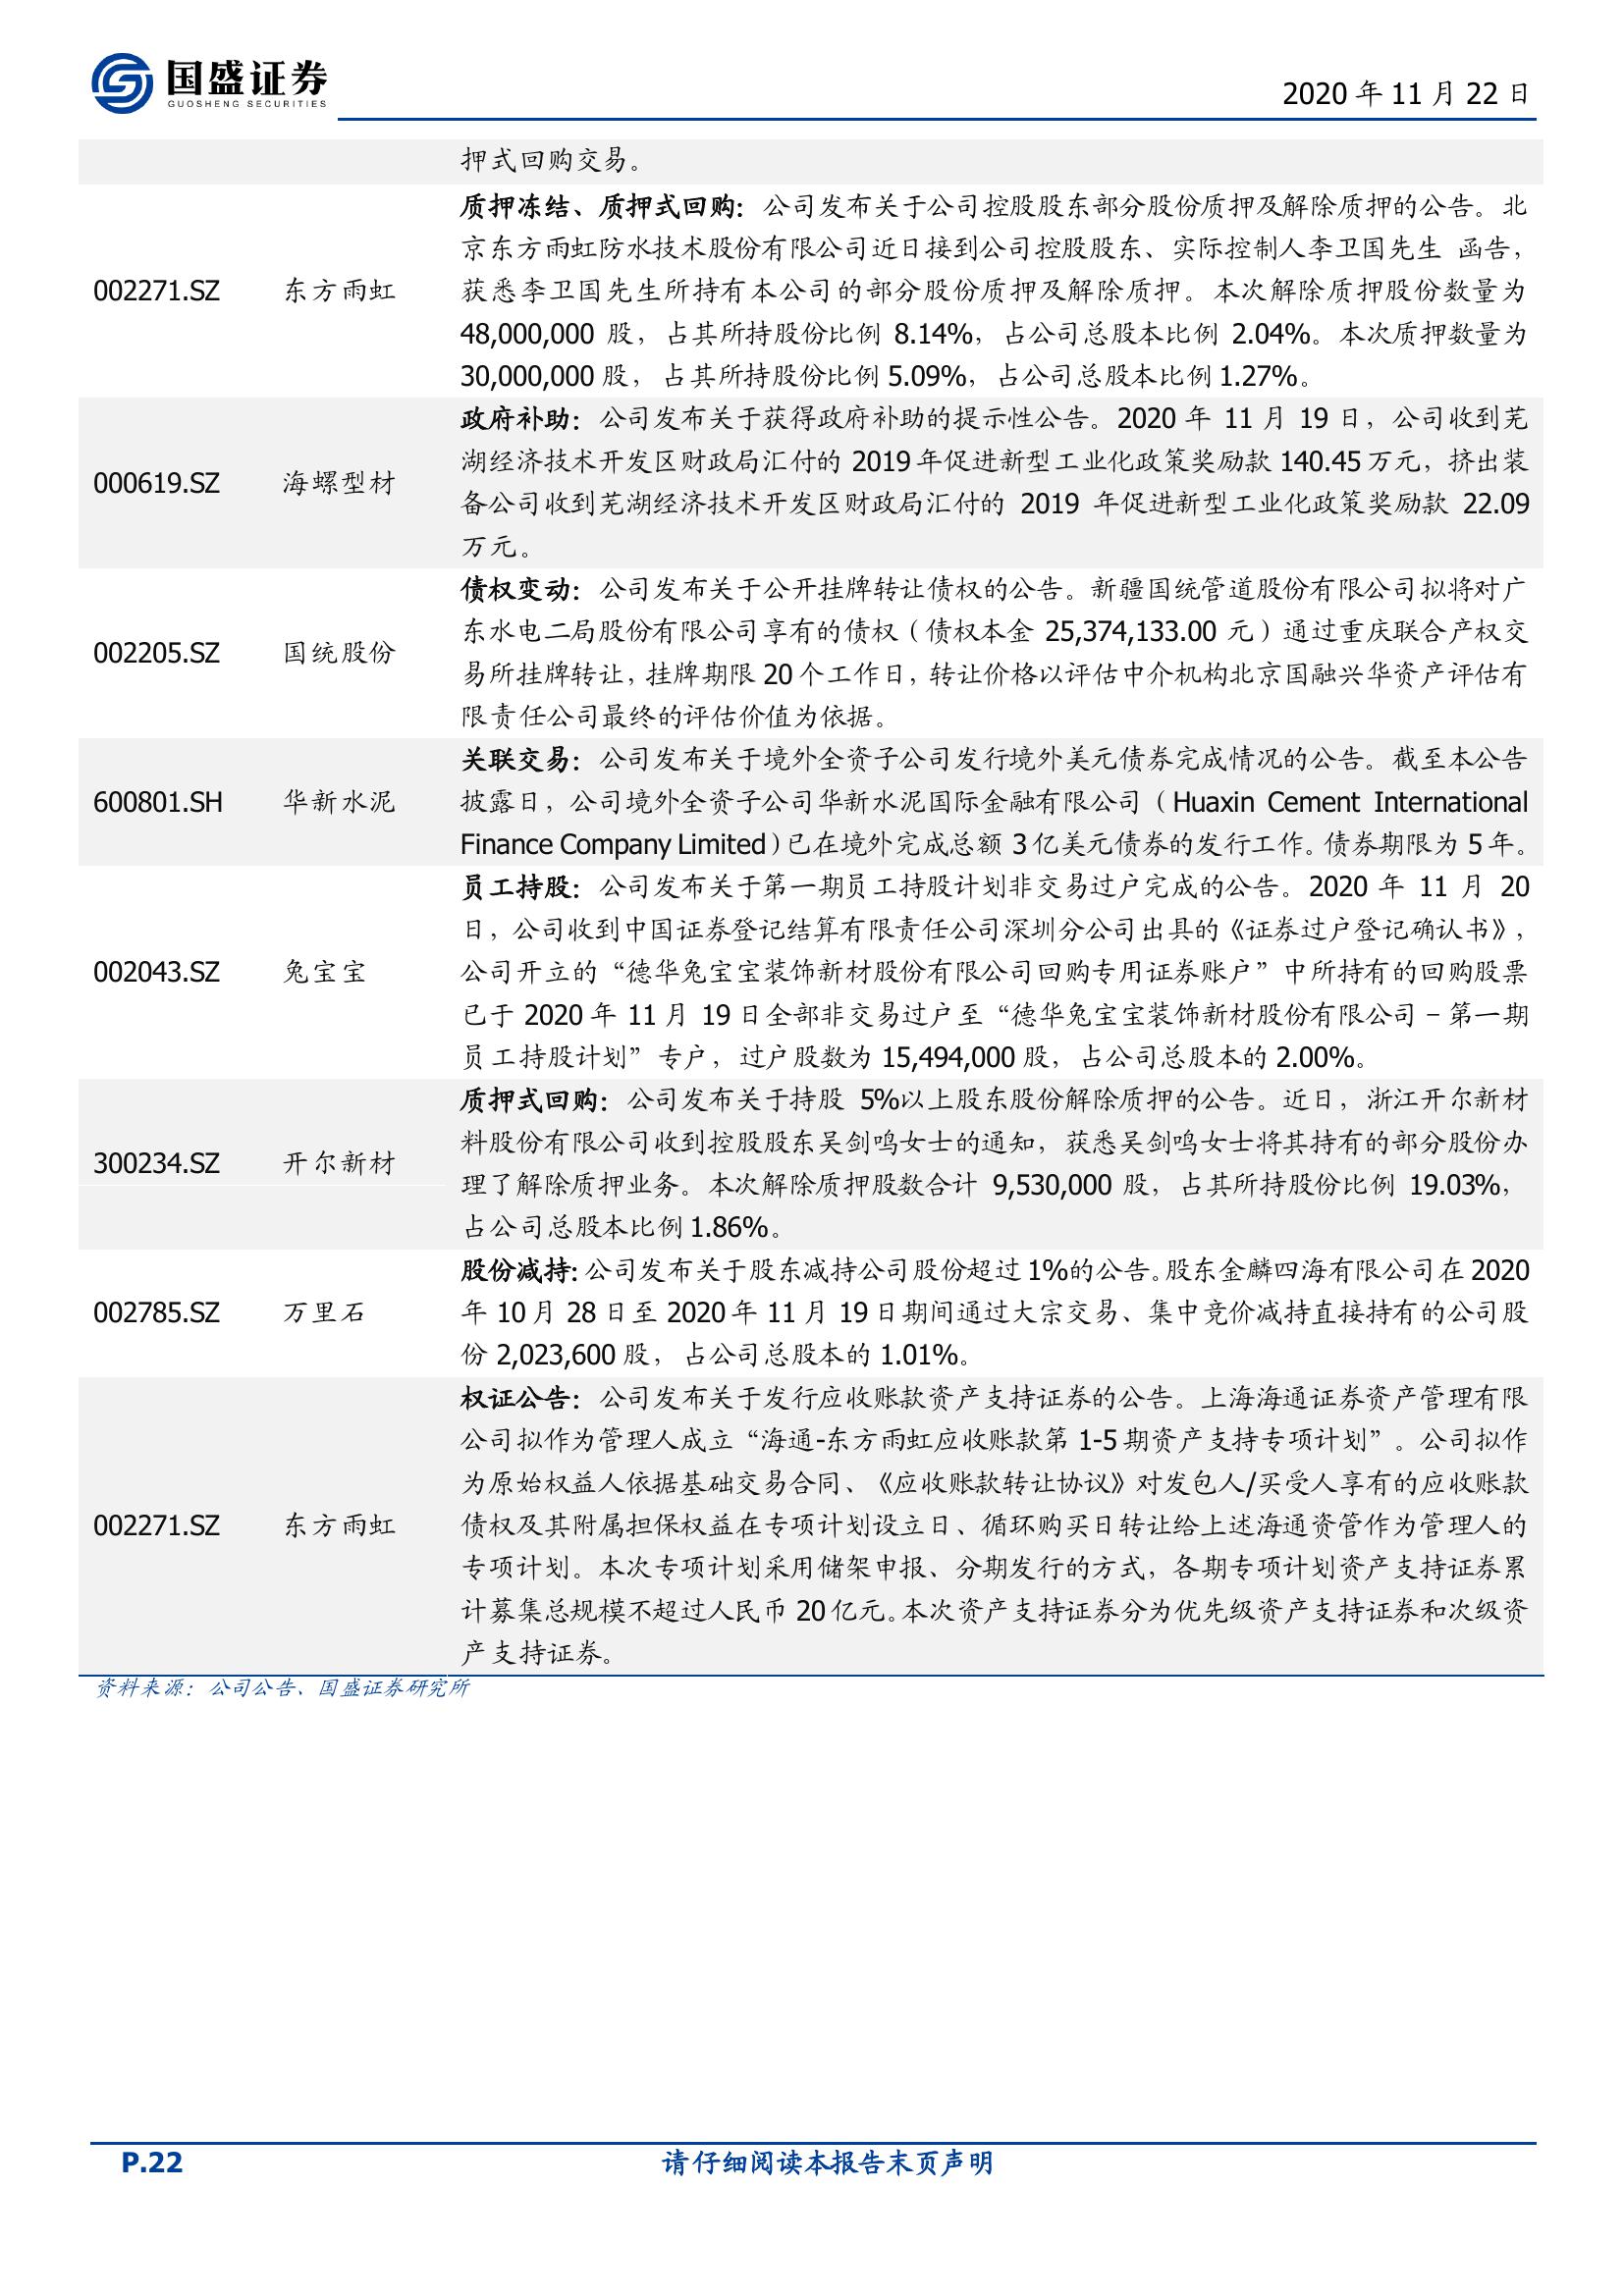 国盛证券
GUOSHENG SECURITIES
2020 年 11 月 22 日
押式回购交易。
002271.SZ 东方雨虹
质押冻结、质押式回购：公司发布关于公司控股股东部分股份质押及解除质押的公告。北
京东方雨虹防水技术股份有限公司近日接到公司控股股东、实际控制人李卫国先生 函告，
获悉李卫国先生所持有本公司的部分股份质押及解除质押。本次解除质押股份数量为
48,000,000 股，占其所持股份比例 8.14%，占公司总股本比例 2.04%。本次质押数量为
30,000,000 股，占其所持股份比例 5.09%，占公司总股本比例 1.27%。
000619.SZ 海螺型材
政府补助：公司发布关于获得政府补助的提示性公告。2020 年 11 月 19 日，公司收到芜
湖经济技术开发区财政局汇付的 2019 年促进新型工业化政策奖励款 140.45 万元，挤出装
备公司收到芜湖经济技术开发区财政局汇付的 2019 年促进新型工业化政策奖励款 22.09
万元。
002205.SZ 国统股份
债权变动：公司发布关于公开挂牌转让债权的公告。新疆国统管道股份有限公司拟将对广
东水电二局股份有限公司享有的债权（债权本金 25,374,133.00 元）通过重庆联合产权交
易所挂牌转让，挂牌期限 20 个工作日，转让价格以评估中介机构北京国融兴华资产评估有
限责任公司最终的评估价值为依据。
600801.SH 华新水泥
关联交易：公司发布关于境外全资子公司发行境外美元债券完成情况的公告。截至本公告
披露日，公司境外全资子公司华新水泥国际金融有限公司（Huaxin Cement International
Finance Company Limited）已在境外完成总额 3 亿美元债券的发行工作。债券期限为 5 年。
002043.SZ 兔宝宝
员工持股：公司发布关于第一期员工持股计划非交易过户完成的公告。2020 年 11 月 20
日，公司收到中国证券登记结算有限责任公司深圳分公司出具的《证券过户登记确认书》，
公司开立的“德华兔宝宝装饰新材股份有限公司回购专用证券账户”中所持有的回购股票
已于 2020 年 11 月 19 日全部非交易过户至“德华兔宝宝装饰新材股份有限公司－第一期
员工持股计划”专户，过户股数为 15,494,000 股，占公司总股本的 2.00%。
300234.SZ 开尔新材
质押式回购：公司发布关于持股 5%以上股东股份解除质押的公告。近日，浙江开尔新材
料股份有限公司收到控股股东吴剑鸣女士的通知，获悉吴剑鸣女士将其持有的部分股份办
理了解除质押业务。本次解除质押股数合计 9,530,000 股，占其所持股份比例 19.03%，
占公司总股本比例 1.86%。
002785.SZ 万里石
股份减持：公司发布关于股东减持公司股份超过 1%的公告。股东金麟四海有限公司在 2020
年 10 月 28 日至 2020 年 11 月 19 日期间通过大宗交易、集中竞价减持直接持有的公司股
份 2,023,600 股，占公司总股本的 1.01%。
002271.SZ 东方雨虹
权证公告：公司发布关于发行应收账款资产支持证券的公告。上海海通证券资产管理有限
公司拟作为管理人成立“海通-东方雨虹应收账款第 1-5 期资产支持专项计划”。公司拟作
为原始权益人依据基础交易合同、《应收账款转让协议》对发包人/买受人享有的应收账款
债权及其附属担保权益在专项计划设立日、循环购买日转让给上述海通资管作为管理人的
专项计划。本次专项计划采用储架申报、分期发行的方式，各期专项计划资产支持证券累
计募集总规模不超过人民币 20 亿元。本次资产支持证券分为优先级资产支持证券和次级资
产支持证券。
资料来源：公司公告、国盛证券研究所
P.22 请仔细阅读本报告末页声明